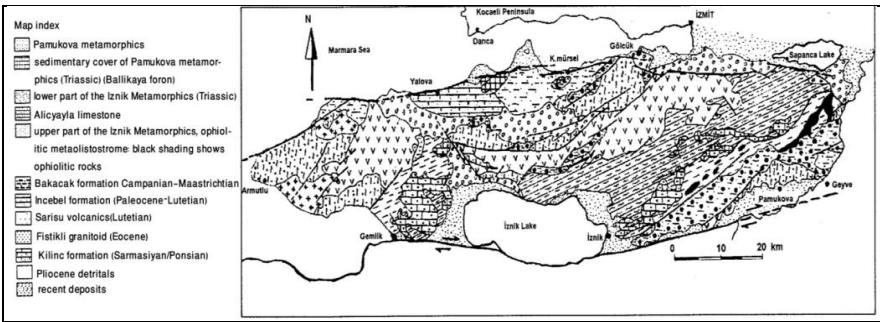 Map index
Pamukova metamorphics
sedimentary cover of Pamukova metamor-
phics (Triassic) (Ballikaya foron)
lower part of the Iznik Metamorphics (Triassic)
Alicyayla limestone
upper part of the Iznik Metamorphics, ophiol-
itic metaolistostrome: black shading shows
ophiolitic rocks
Bakacak formation Campanian-Maastrichtian
Incebel formation (Paleocene-Lutetian)
Sarisu volcanics(Lutetian)
Fistikli granitoid (Eocene)
Kilinc formation (Sarmasiyan/Ponsian)
Pliocene detritals
recent deposits
N
Marmara Sea
Kocaeli Peninsula
Darıca
İZMİT
Gölcük
Sapanca Lake
K.mürsel
Yalova
Armutlu
Gemlik
İznik Lake
İznik
Pamukova
Geyve
0 10 20 km